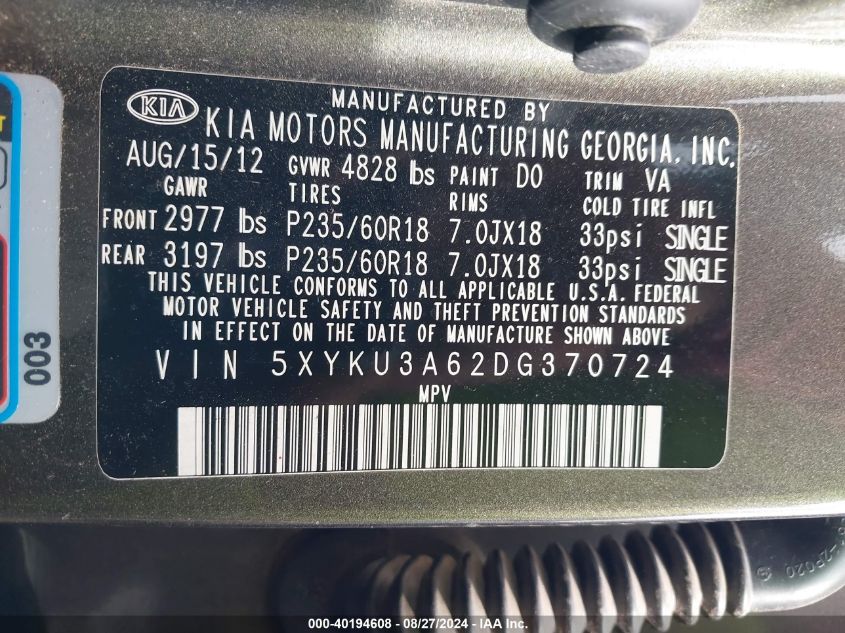 MANUFACTURED BY
KIA KIA MOTORS MANUFACTURING GEORGIA, INC.
AUG/15/12 GVWR 4828 lbs PAINT DO TRIM VA
GAWR TIRES RIMS COLD TIRE INFL
FRONT 2977 lbs P235/60R18 7.0JX18 33psi SINGLE
REAR 3197 lbs P235/60R18 7.0JX18 33psi SINGLE
THIS VEHICLE CONFORMS TO ALL APPLICABLE U.S.A. FEDERAL
MOTOR VEHICLE SAFETY AND THEFT PREVENTION STANDARDS
IN EFFECT ON THE DATE OF MANUFACTURE SHOWN ABOVE
VIN 5XYKU3A62DG370724
MPV
003
-2P020
000-40194608 - 08/27/2024 - IAAI Inc.